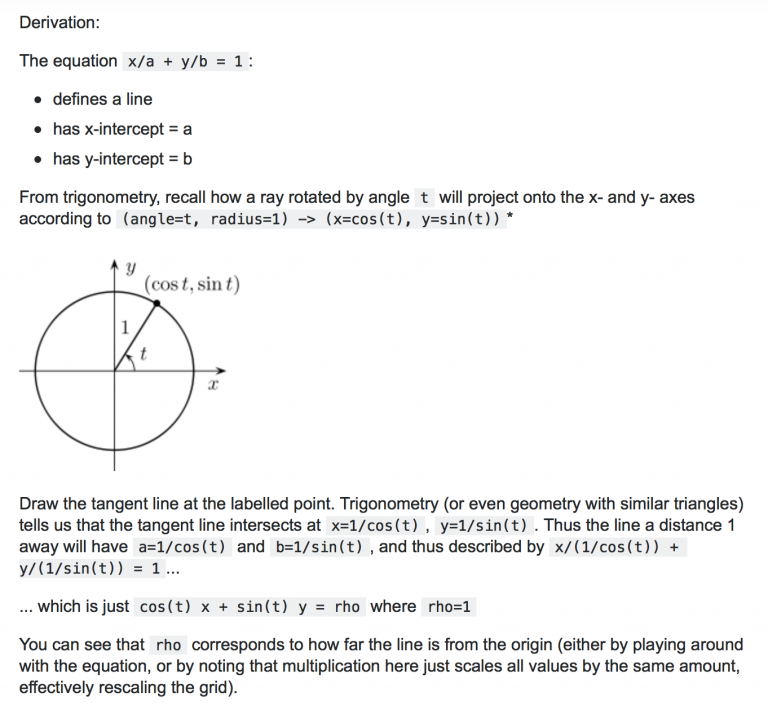 Derivation:
The equation x/a + y/b = 1 :
• defines a line
• has x-intercept = a
• has y-intercept = b
From trigonometry, recall how a ray rotated by angle t will project onto the x- and y- axes
according to (angle=t, radius=1) -> (x=cos(t), y=sin(t)) *
y
(cos t, sin t)
1
t
x
Draw the tangent line at the labelled point. Trigonometry (or even geometry with similar triangles)
tells us that the tangent line intersects at x=1/cos(t) , y=1/sin(t) . Thus the line a distance 1
away will have a=1/cos(t) and b=1/sin(t) , and thus described by x/(1/cos(t)) +
y/(1/sin(t)) = 1 ...
... which is just cos(t) x + sin(t) y = rho where rho=1
You can see that rho corresponds to how far the line is from the origin (either by playing around
with the equation, or by noting that multiplication here just scales all values by the same amount,
effectively rescaling the grid).